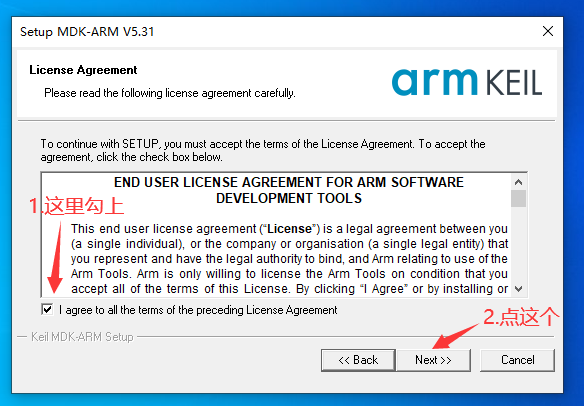 Setup MDK-ARM V5.31
License Agreement
Please read the following license agreement carefully.
arm KEIL
To continue with SETUP, you must accept the terms of the License Agreement. To accept the
agreement, click the check box below.
END USER LICENSE AGREEMENT FOR ARM SOFTWARE
DEVELOPMENT TOOLS
1.这里勾上
This end user license agreement (“License”) is a legal agreement between you
(a single individual), or the company or organisation (a single legal entity) that
you represent and have the legal authority to bind, and Arm relating to use of the
Arm Tools. Arm is only willing to license the Arm Tools on condition that you
accept all of the terms of this License. By clicking “I Agree” or by installing or
I agree to all the terms of the preceding License Agreement
2.点这个
Keil MDK-ARM Setup
<< Back
Next >>
Cancel